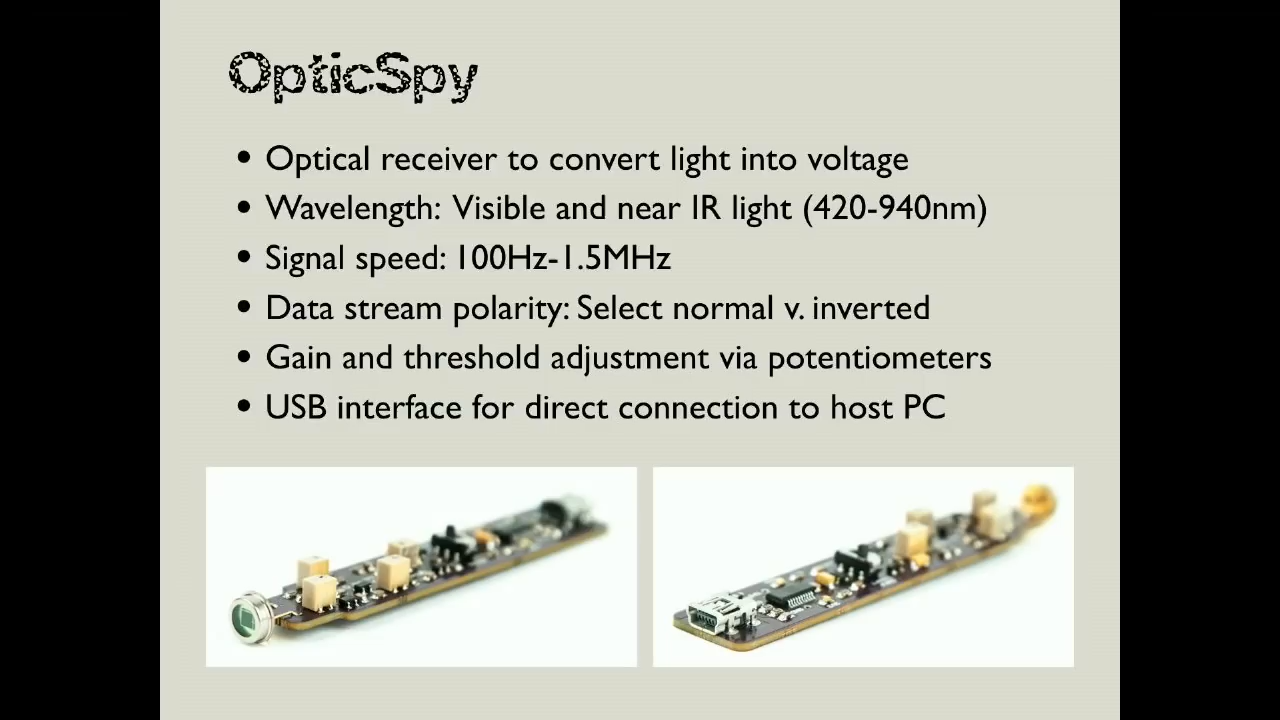 OpticSpy
• Optical receiver to convert light into voltage
• Wavelength: Visible and near IR light (420-940nm)
• Signal speed: 100Hz-1.5MHz
• Data stream polarity: Select normal v. inverted
• Gain and threshold adjustment via potentiometers
• USB interface for direct connection to host PC